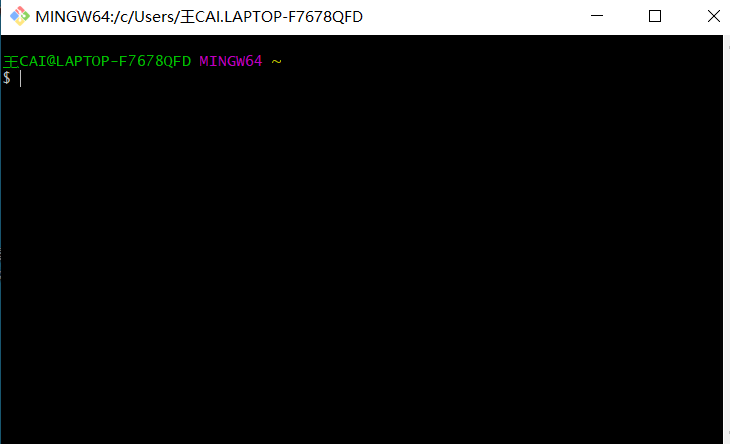 MINGW64:/c/Users/王CAI.LAPTOP-F7678QFD
王CAI@LAPTOP-F7678QFD MINGW64 ~
$